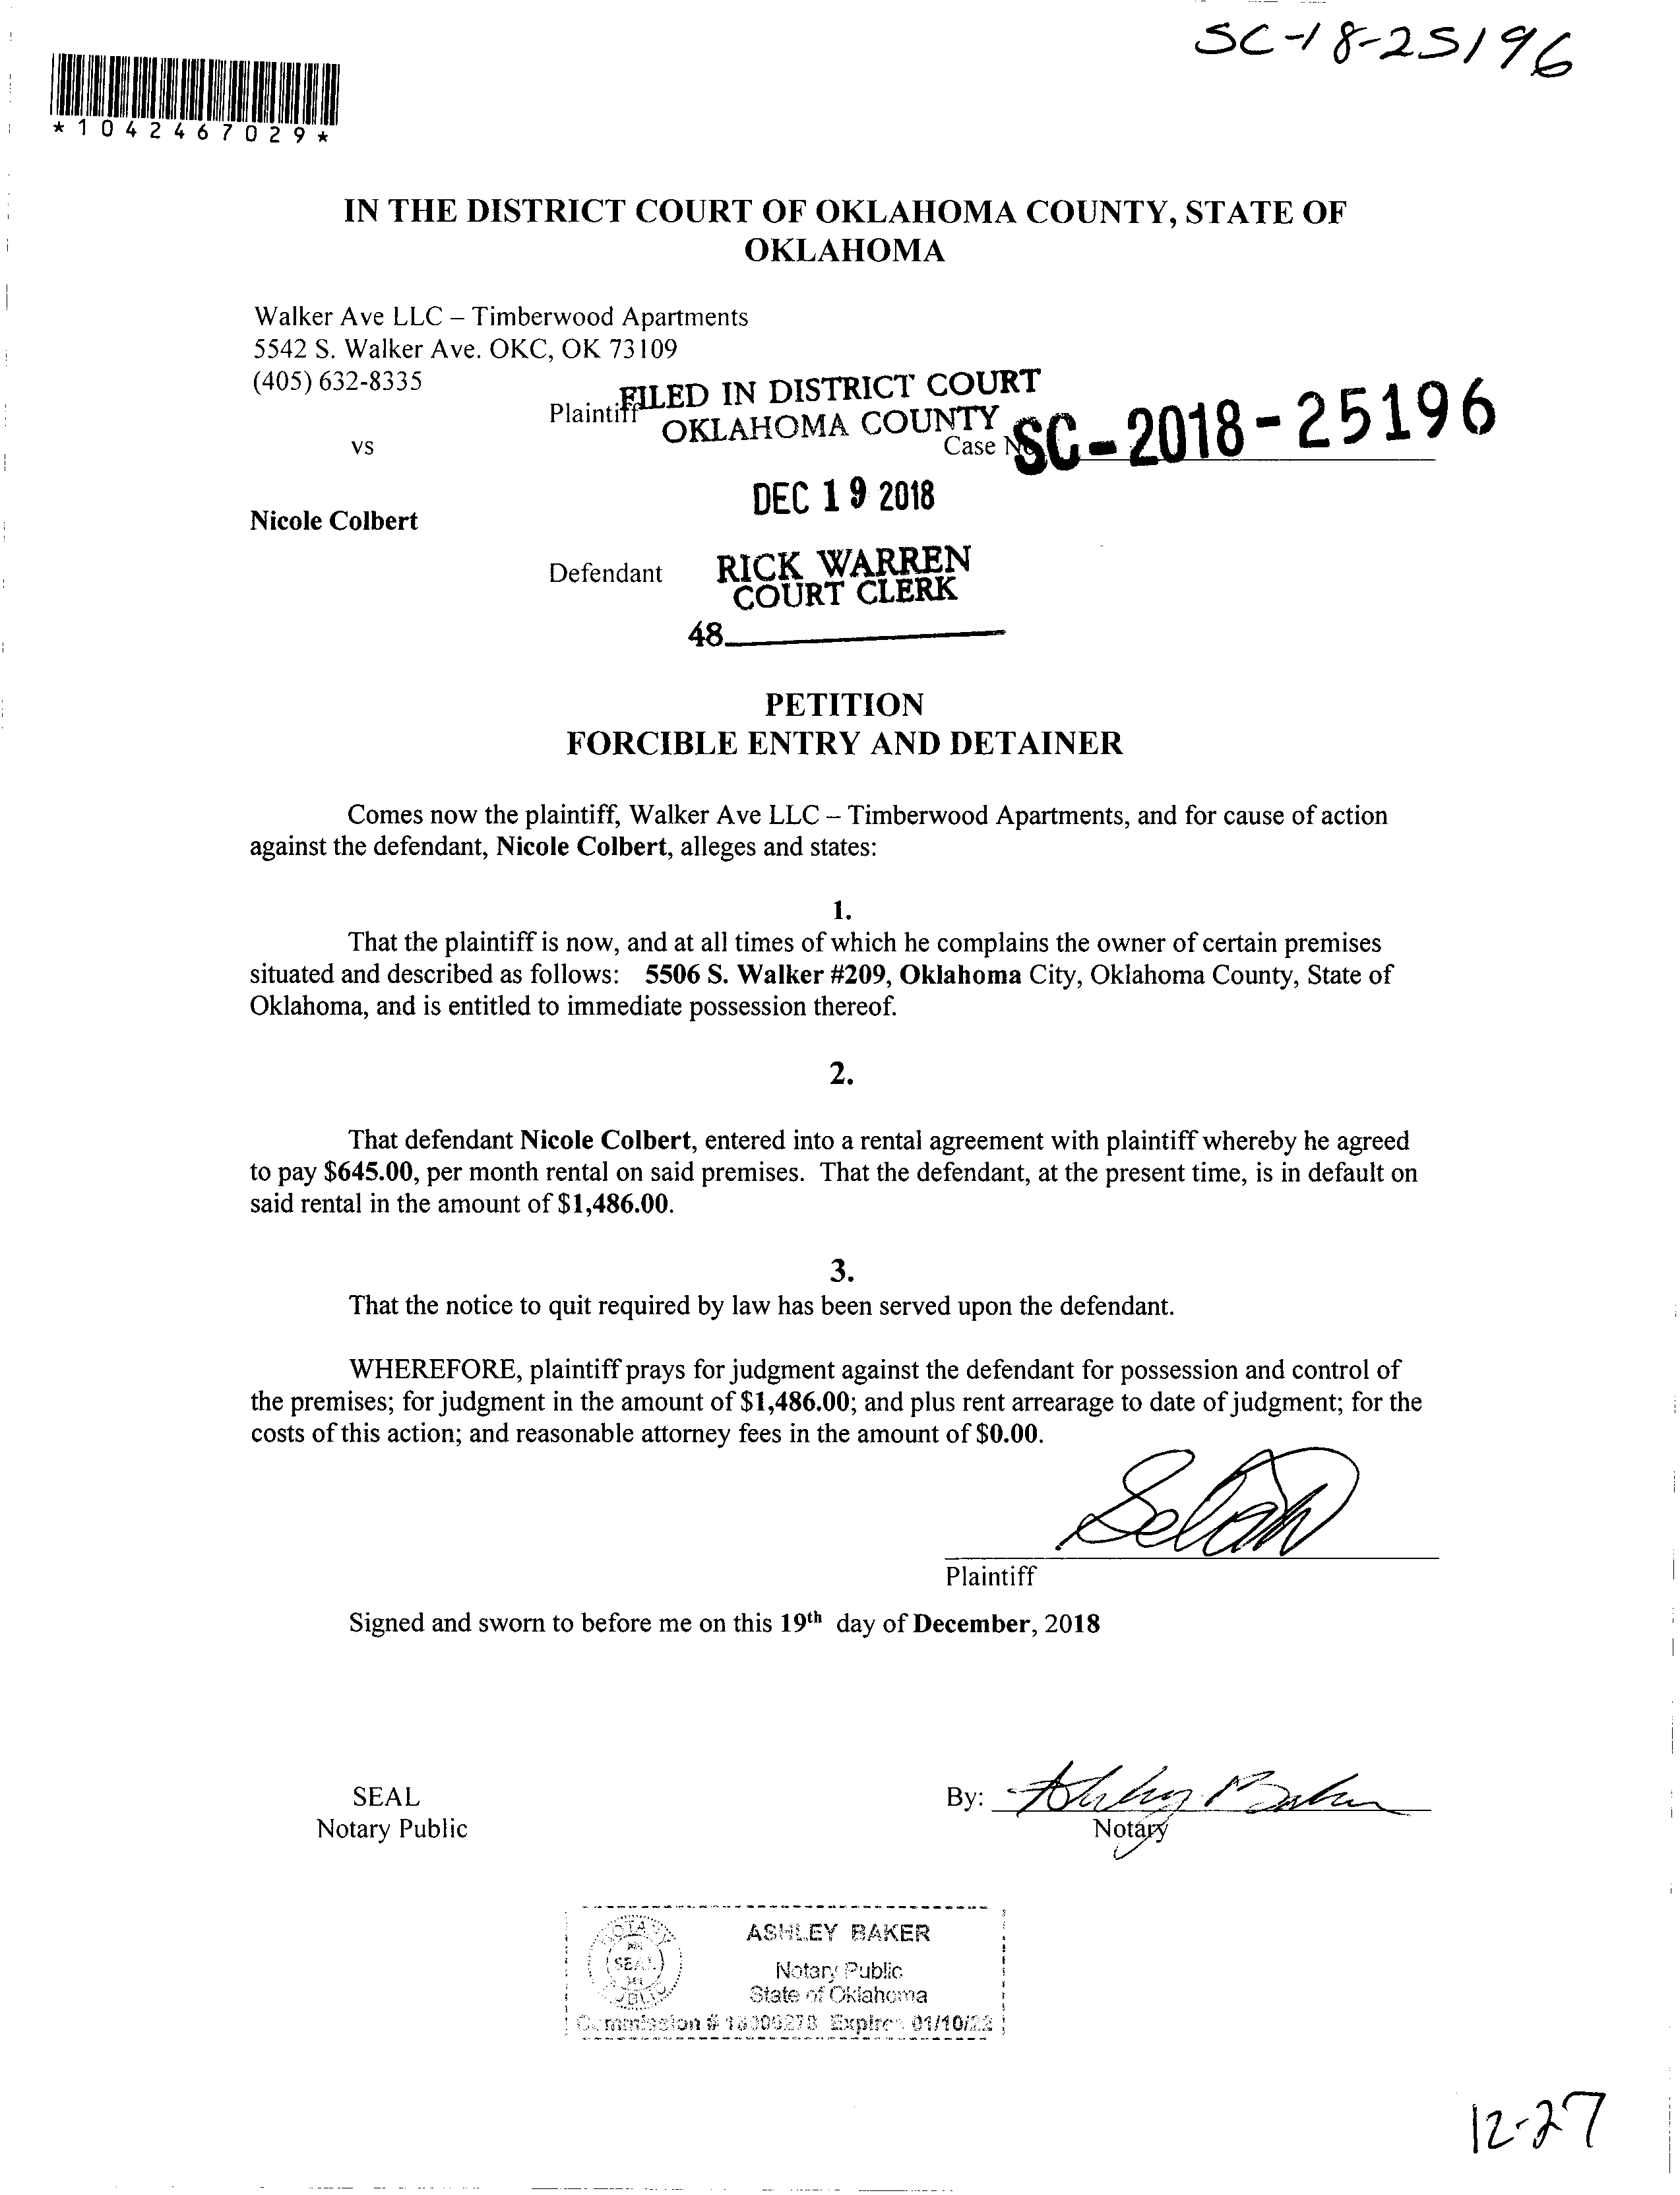 SC-18-25196
*1042467029*
IN THE DISTRICT COURT OF OKLAHOMA COUNTY, STATE OF
OKLAHOMA
Walker Ave LLC – Timberwood Apartments
5542 S. Walker Ave. OKC, OK 73109
(405) 632-8335
Plaintiff
FILED IN DISTRICT COURT
OKLAHOMA COUNTY
vs
Case No. SC-2018-25196
DEC 19 2018
Nicole Colbert
Defendant
RICK WARREN
COURT CLERK
48
PETITION
FORCIBLE ENTRY AND DETAINER
Comes now the plaintiff, Walker Ave LLC – Timberwood Apartments, and for cause of action
against the defendant, Nicole Colbert, alleges and states:
1.
That the plaintiff is now, and at all times of which he complains the owner of certain premises
situated and described as follows: 5506 S. Walker #209, Oklahoma City, Oklahoma County, State of
Oklahoma, and is entitled to immediate possession thereof.
2.
That defendant Nicole Colbert, entered into a rental agreement with plaintiff whereby he agreed
to pay $645.00, per month rental on said premises. That the defendant, at the present time, is in default on
said rental in the amount of $1,486.00.
3.
That the notice to quit required by law has been served upon the defendant.
WHEREFORE, plaintiff prays for judgment against the defendant for possession and control of
the premises; for judgment in the amount of $1,486.00; and plus rent arrearage to date of judgment; for the
costs of this action; and reasonable attorney fees in the amount of $0.00.
Plaintiff
Signed and sworn to before me on this 19th day of December, 2018
SEAL
By: Ashley Baker
Notary Public
Notary
ASHLEY BAKER
SEAL
Notary Public
State of Oklahoma
Commission # Expires 01/10/22
12-27